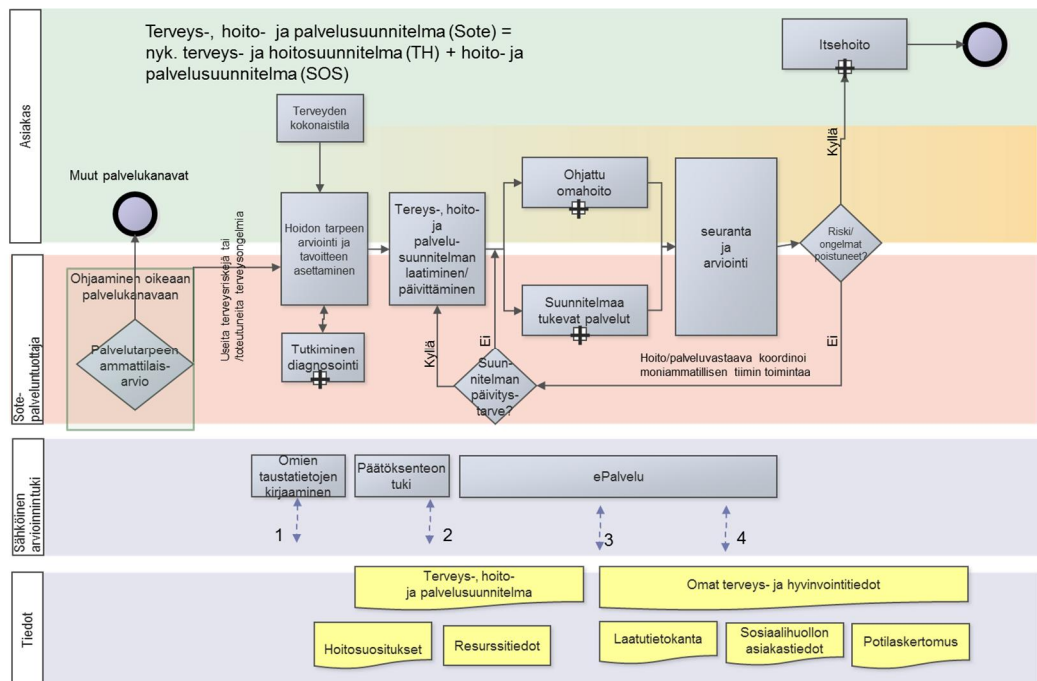 Terveys-, hoito- ja palvelusuunnitelma (Sote) =
nyk. terveys- ja hoitosuunnitelma (TH) + hoito- ja
palvelusuunnitelma (SOS)
Itsehoito
Asiakas
Terveyden
kokonaistila
Kyllä
Muut palvelukanavat
Ohjattu
omahoito
Hoidon tarpeen
arviointi ja
tavoitteen
asettaminen
Tereys-, hoito-
ja
palvelu-
suunnitelman
laatiminen/
päivittäminen
seuranta
ja
arviointi
Riski/
ongelmat
poistuneet?
Useita terveysriskejä tai
/toteutuneita terveysongelmia
Ohjaaminen oikeaan
palvelukanavaan
Suunnitelmaa
tukevat palvelut
Sote-
palveluntuottaja
Palvelutarpeen
ammattilais-
arvio
Tutkiminen
diagnosointi
Kyllä
Ei
Suun-
nitelman
päivitys-
tarve?
Hoito/palveluvastaava koordinoi
moniammatillisen tiimin toimintaa
Ei
Sähköinen
arvioinnin tuki
Omien
taustatietojen
kirjaaminen
Päätöksenteon
tuki
ePalvelu
1
2
3
4
Tiedot
Terveys-, hoito-
ja palvelusuunnitelma
Omat terveys- ja hyvinvointitiedot
Hoitosuositukset
Resurssitiedot
Laatutietokanta
Sosiaalihuollon
asiakastiedot
Potilaskertomus